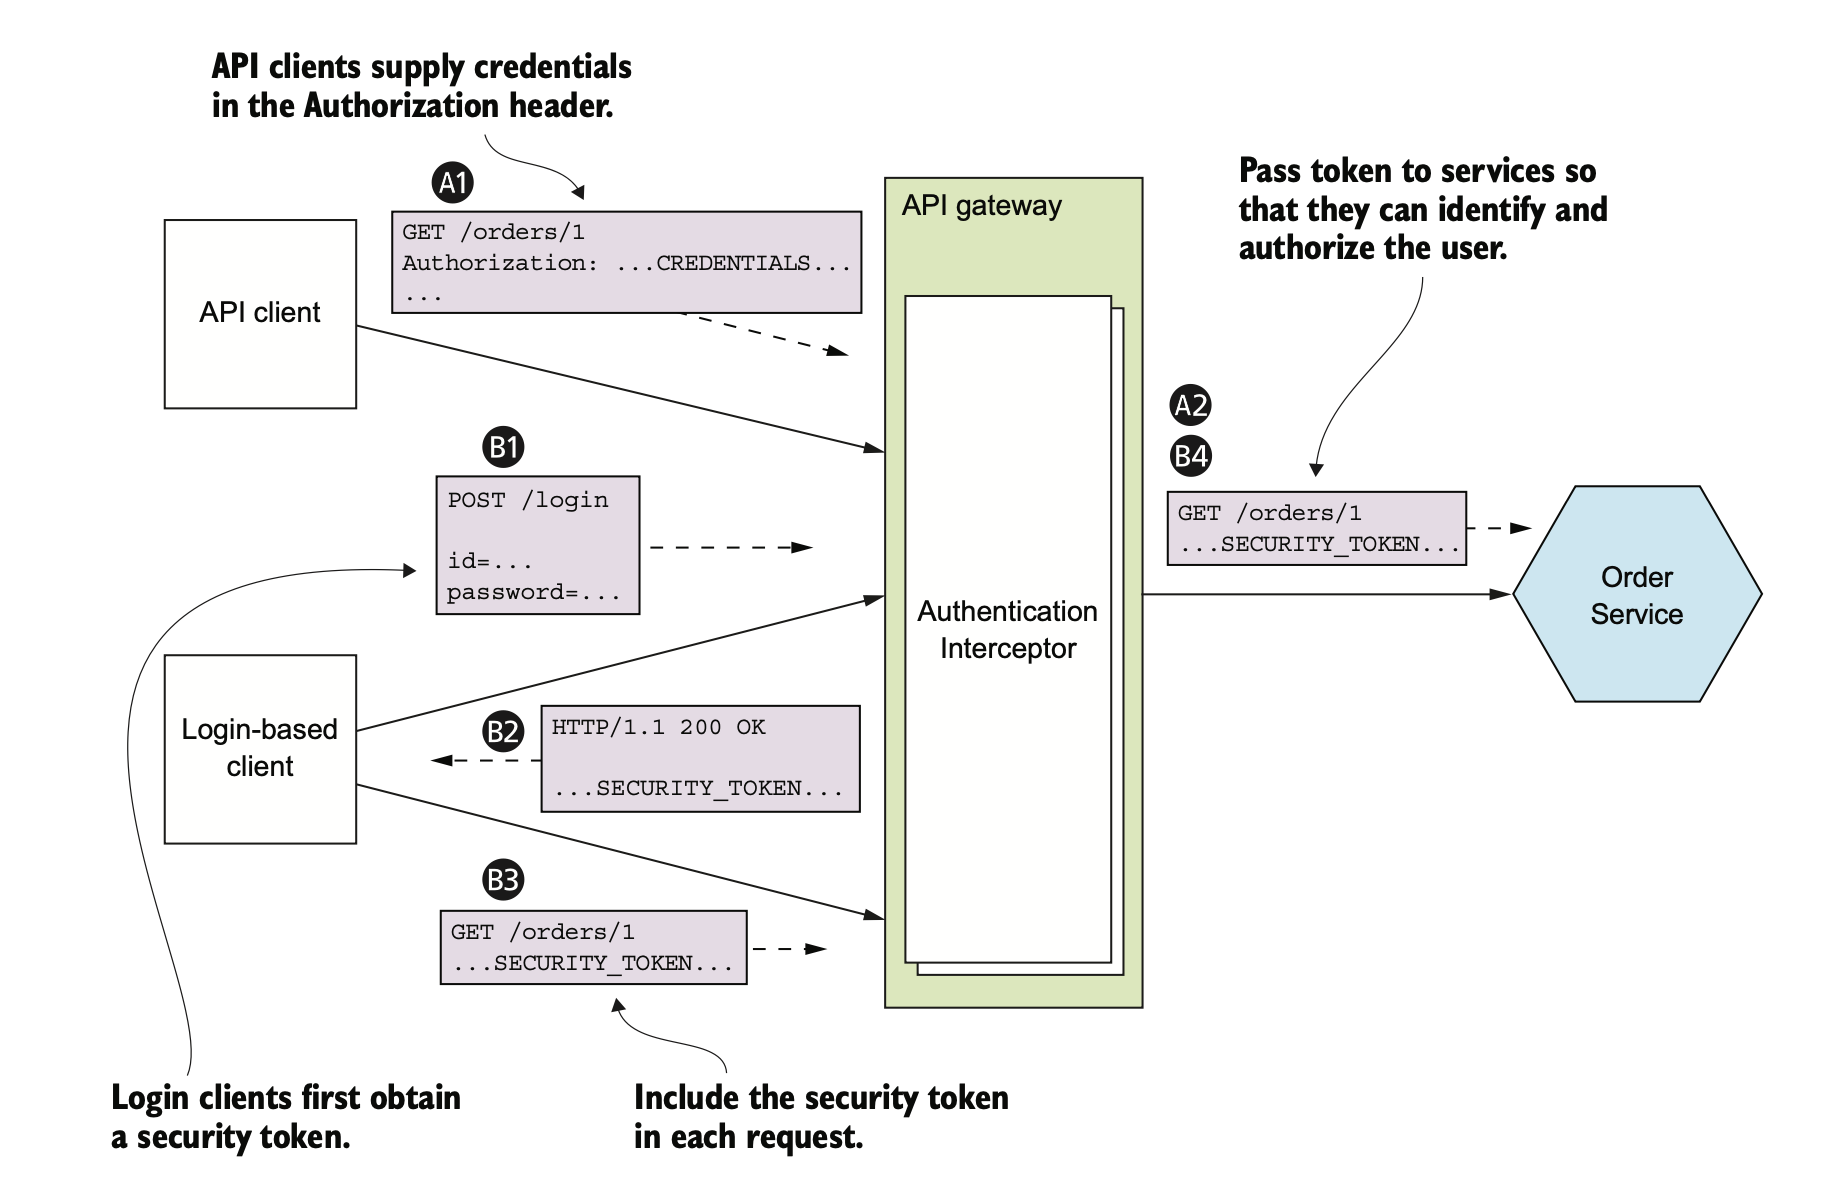 API clients supply credentials
in the Authorization header.
A1
GET /orders/1
Authorization: ...CREDENTIALS...
...
API client
API gateway
Pass token to services so
that they can identify and
authorize the user.
A2
B4
GET /orders/1
...SECURITY_TOKEN...
B1
POST /login
id=...
password=...
Authentication
Interceptor
Order
Service
Login-based
client
B2
HTTP/1.1 200 OK
...SECURITY_TOKEN...
B3
GET /orders/1
...SECURITY_TOKEN...
Login clients first obtain
a security token.
Include the security token
in each request.